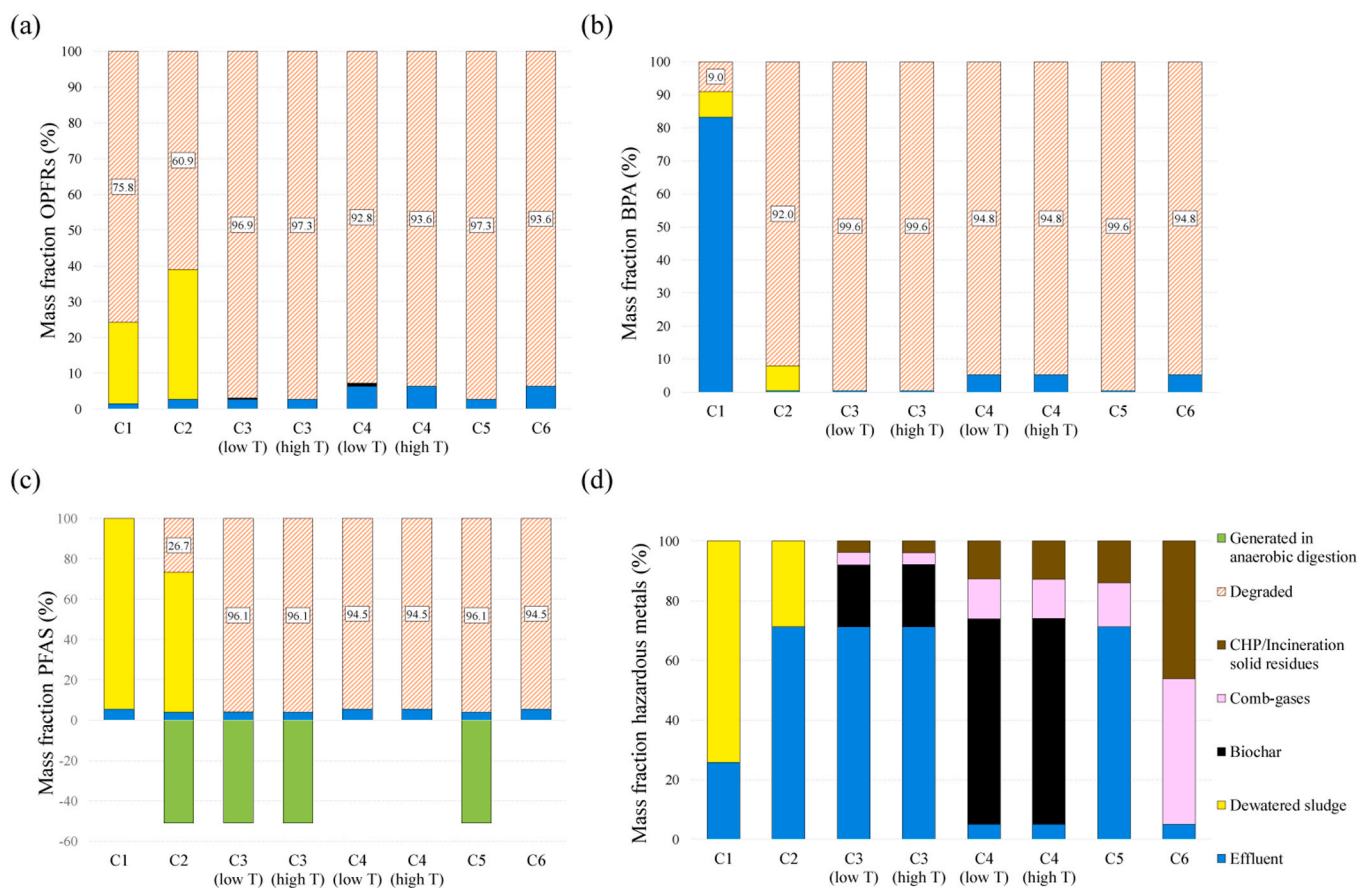 (a)
Mass fraction OPFRs (%)
100
90
80
70
60
50
40
30
20
10
0
75.8
60.9
96.9
97.3
92.8
93.6
97.3
93.6
C1 C2 C3 C3 C4 C4 C5 C6
(low T) (high T) (low T) (high T)
(b)
Mass fraction BPA (%)
100
90
80
70
60
50
40
30
20
10
0
9.0
92.0
99.6
99.6
94.8
94.8
99.6
94.8
C1 C2 C3 C3 C4 C4 C5 C6
(low T) (high T) (low T) (high T)
(c)
Mass fraction PFAS (%)
100
80
60
40
20
0
-20
-40
-60
26.7
96.1
96.1
94.5
94.5
96.1
94.5
C1 C2 C3 C3 C4 C4 C5 C6
(low T) (high T) (low T) (high T)
(d)
Mass fraction hazardous metals (%)
100
80
60
40
20
0
C1 C2 C3 C3 C4 C4 C5 C6
(low T) (high T) (low T) (high T)
Generated in
anaerobic digestion
Degraded
CHP/Incineration
solid residues
Comb-gases
Biochar
Dewatered sludge
Effluent